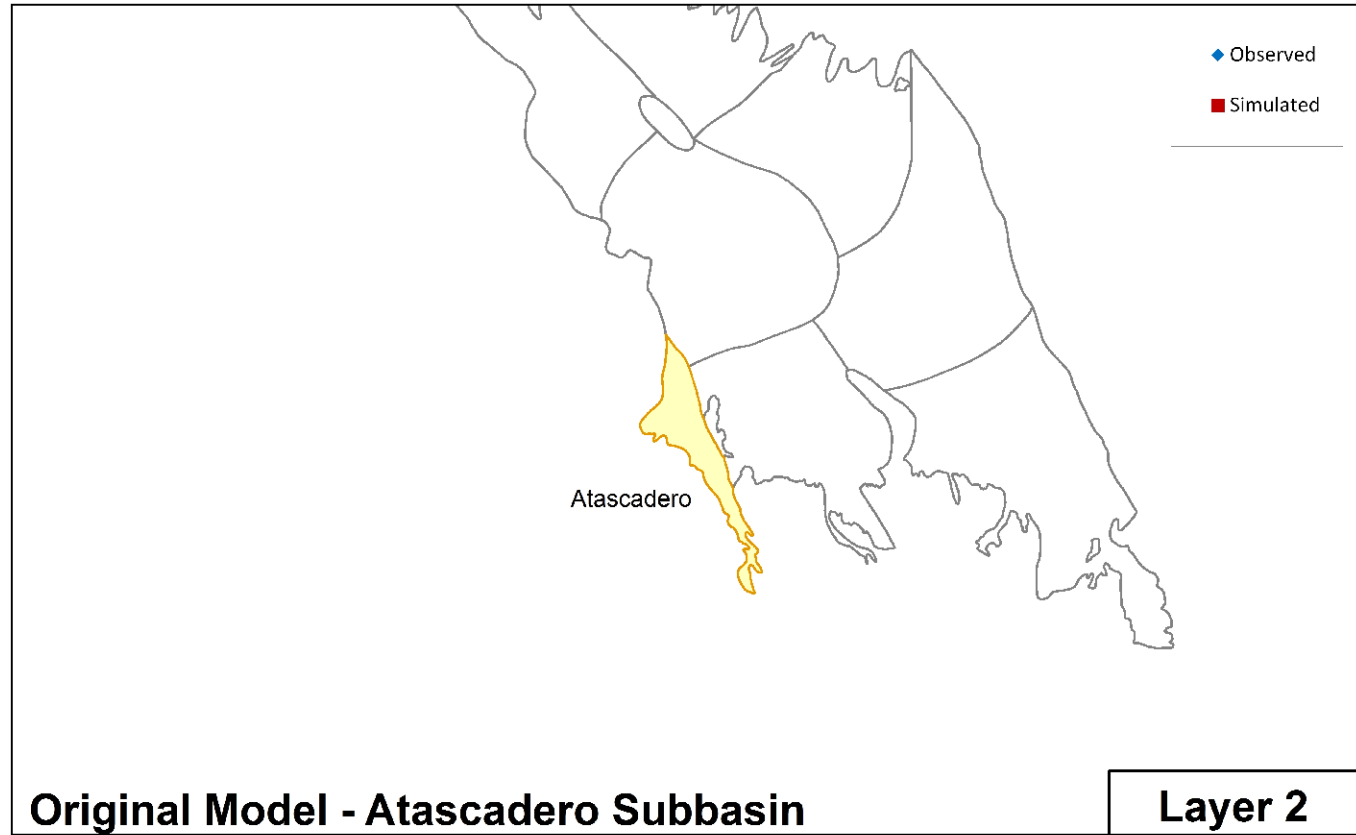 Observed
Simulated
Atascadero
Original Model - Atascadero Subbasin
Layer 2